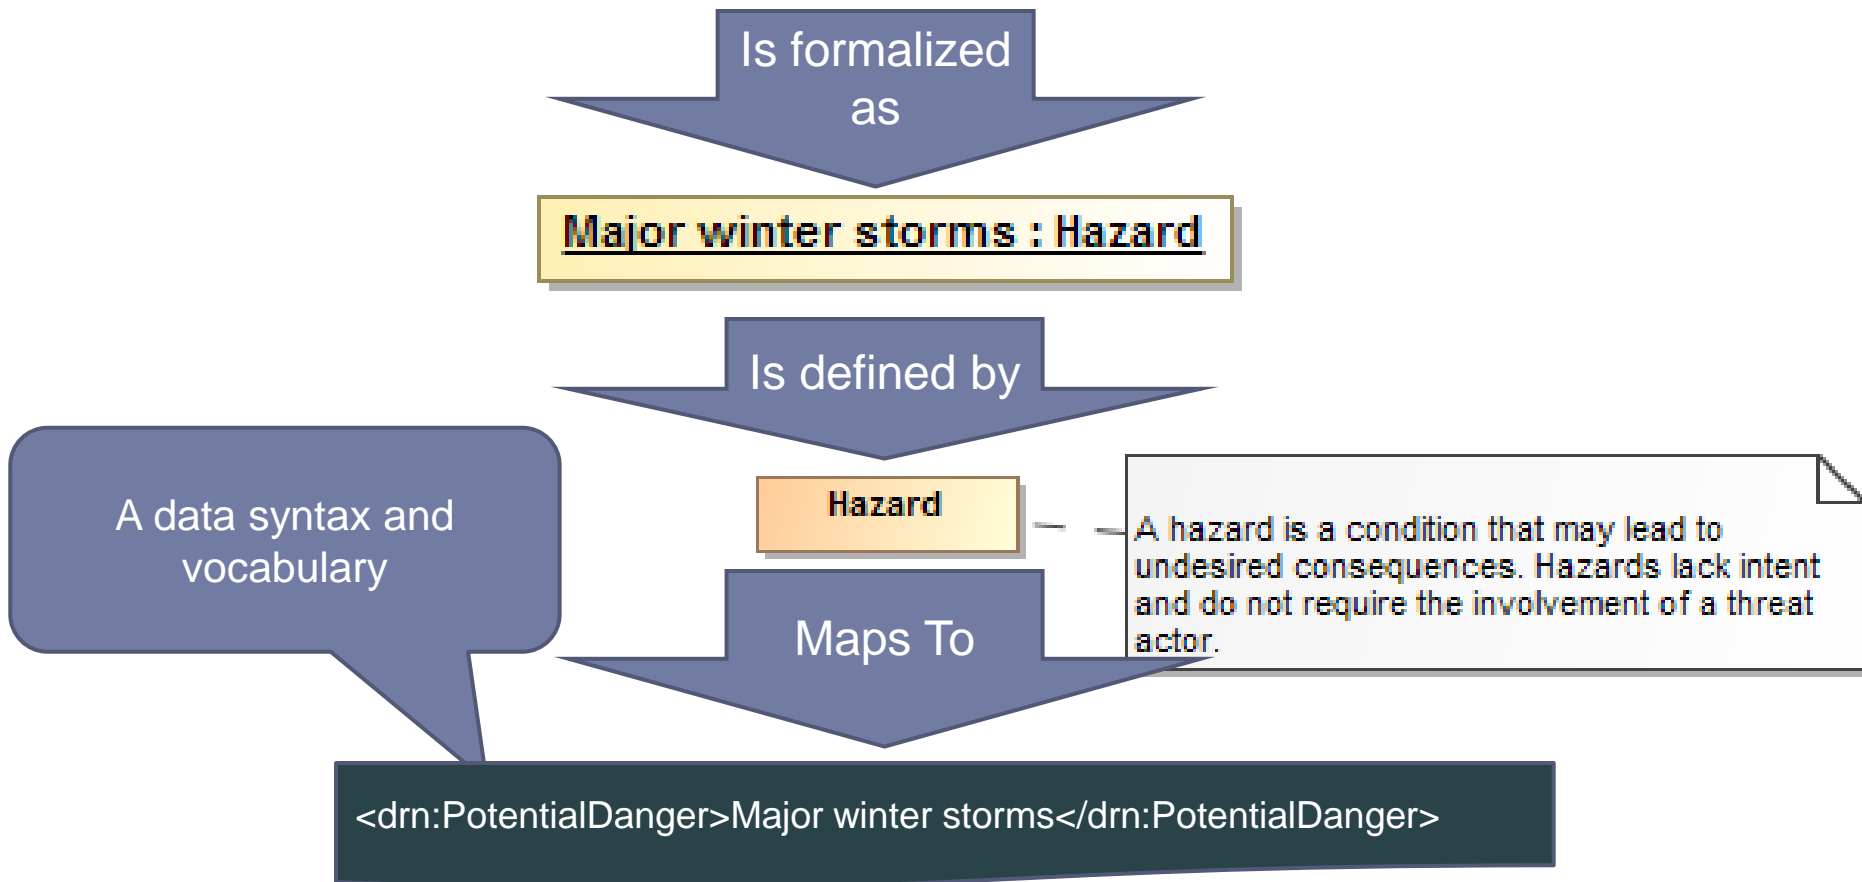 Is formalized
as
Major winter storms : Hazard
Is defined by
A data syntax and
vocabulary
Hazard
A hazard is a condition that may lead to
undesired consequences. Hazards lack intent
and do not require the involvement of a threat
actor.
Maps To
<drn:PotentialDanger>Major winter storms</drn:PotentialDanger>